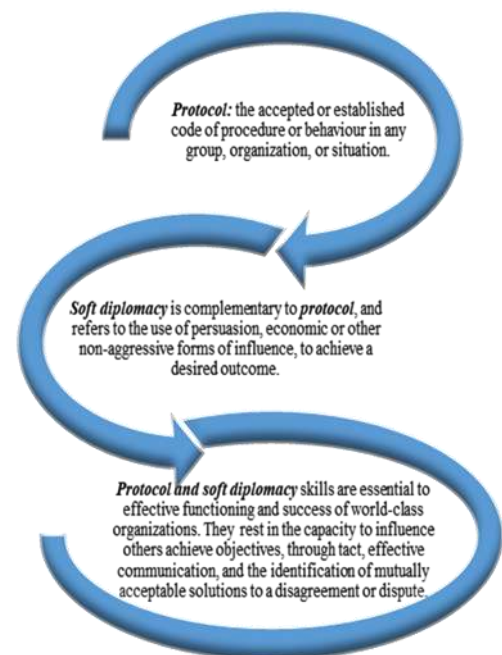 Protocol: the accepted or established
code of procedure or behaviour in any
group, organization, or situation.
Soft diplomacy is complementary to protocol, and
refers to the use of persuasion, economic or other
non-aggressive forms of influence, to achieve a
desired outcome.
Protocol and soft diplomacy skills are essential to
effective functioning and success of world-class
organizations. They rest in the capacity to influence
others achieve objectives, through tact, effective
communication, and the identification of mutually
acceptable solutions to a disagreement or dispute.